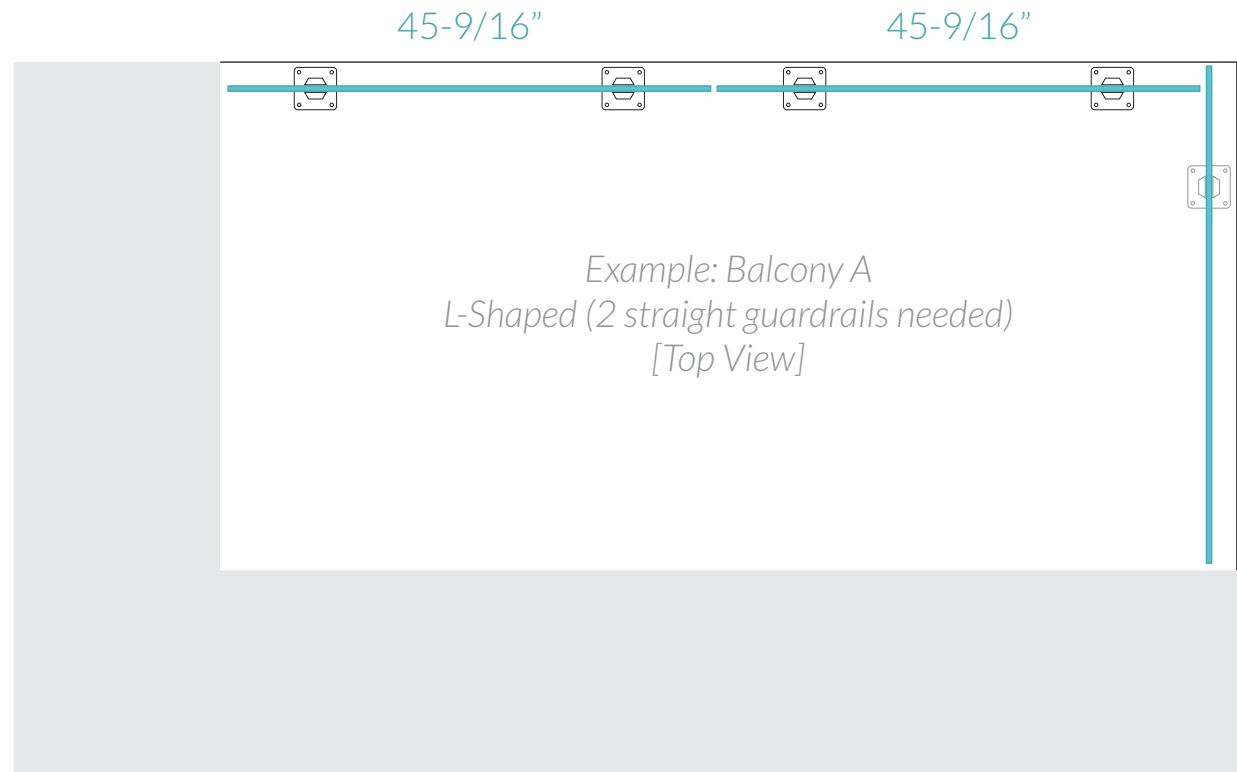 45-9/16” 45-9/16”
Example: Balcony A
L-Shaped (2 straight guardrails needed)
[Top View]